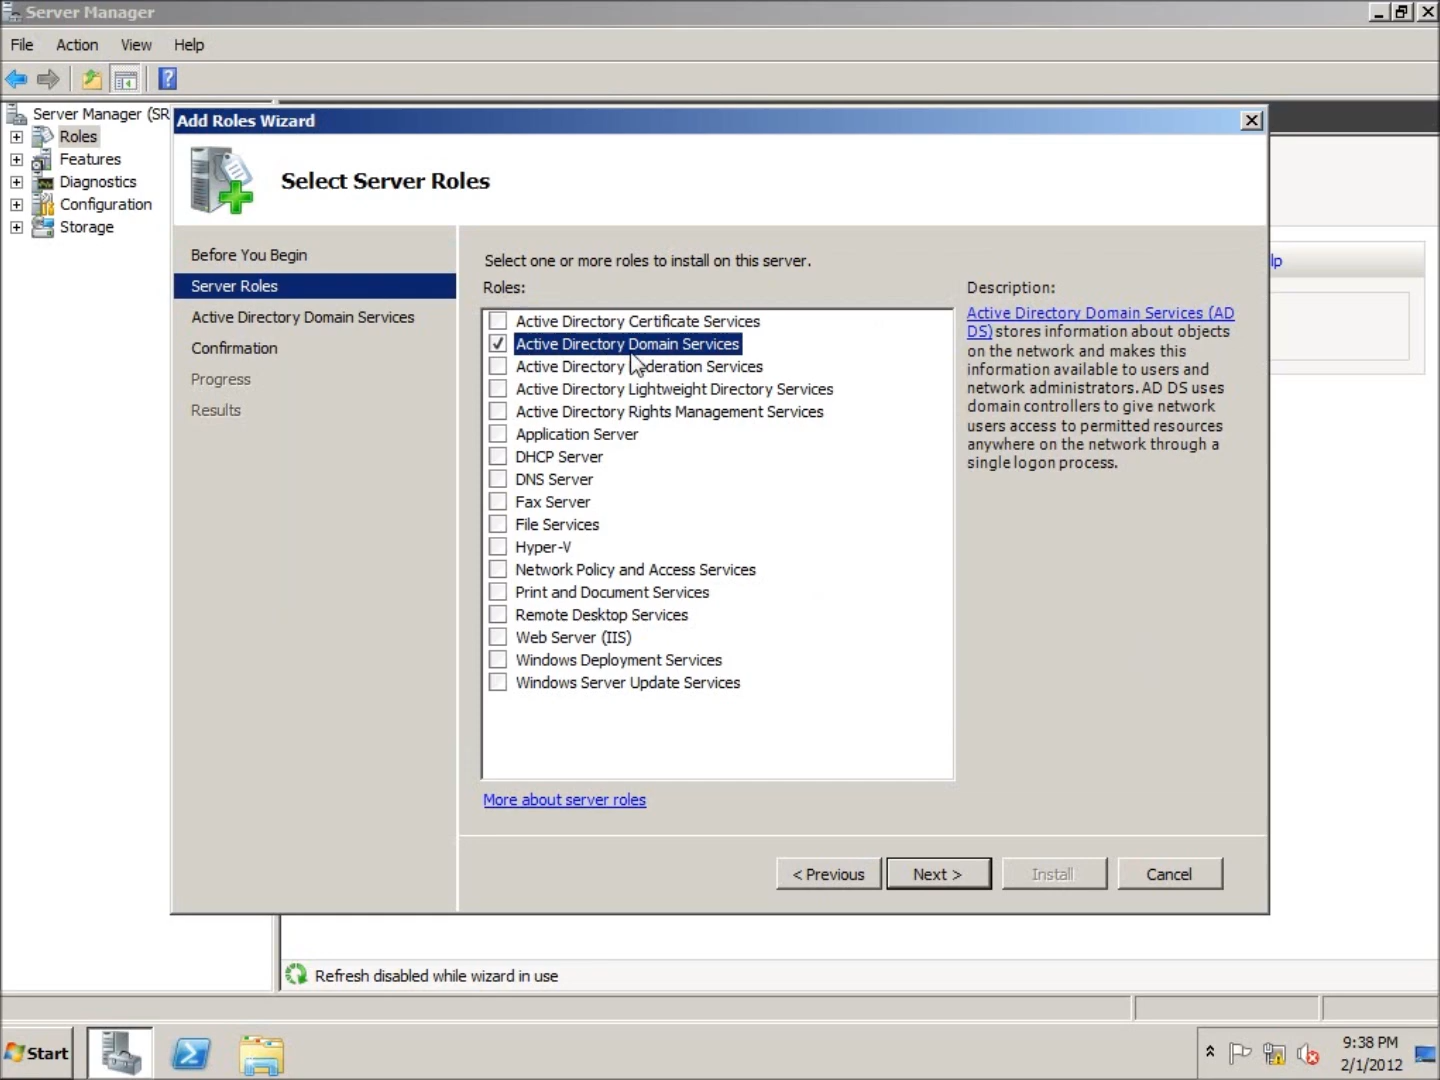 Server Manager
File Action View Help
Server Manager (SR
Roles
Features
Diagnostics
Configuration
Storage
Add Roles Wizard
Select Server Roles
Before You Begin
Server Roles
Active Directory Domain Services
Confirmation
Progress
Results
Select one or more roles to install on this server.
Roles:
Active Directory Certificate Services
Active Directory Domain Services
Active Directory Federation Services
Active Directory Lightweight Directory Services
Active Directory Rights Management Services
Application Server
DHCP Server
DNS Server
Fax Server
File Services
Hyper-V
Network Policy and Access Services
Print and Document Services
Remote Desktop Services
Web Server (IIS)
Windows Deployment Services
Windows Server Update Services
More about server roles
Description:
Active Directory Domain Services (AD
DS) stores information about objects
on the network and makes this
information available to users and
network administrators. AD DS uses
domain controllers to give network
users access to permitted resources
anywhere on the network through a
single logon process.
lp
< Previous Next > Install Cancel
Refresh disabled while wizard in use
Start
9:38 PM
2/1/2012